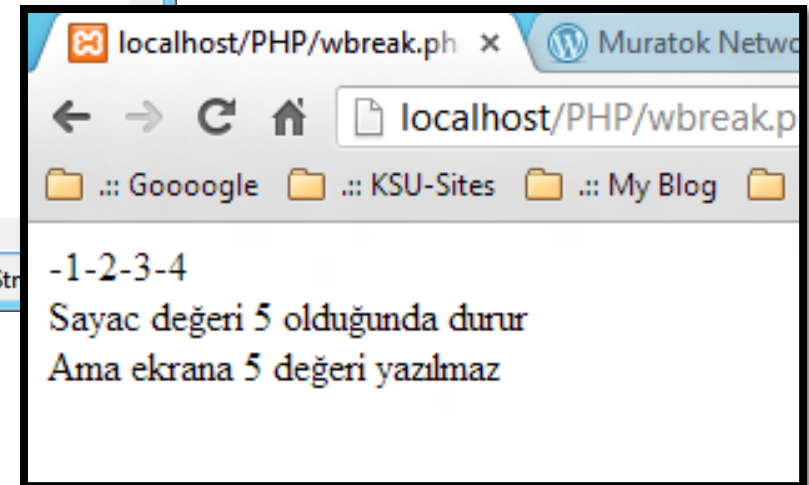 localhost/PHP/wbreak.ph × Muratok Netwo
localhost/PHP/wbreak.p
.:: Goooogle .:: KSU-Sites .:: My Blog
Str
-1-2-3-4
Sayac değeri 5 olduğunda durur
Ama ekrana 5 değeri yazılmaz